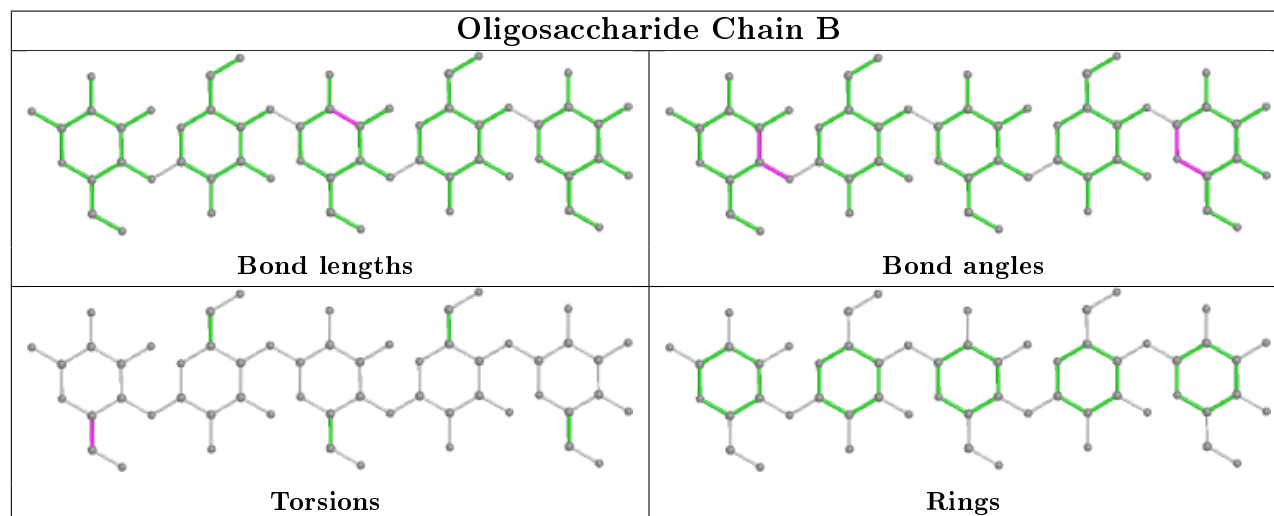 Oligosaccharide Chain B
Bond lengths
Bond angles
Torsions
Rings